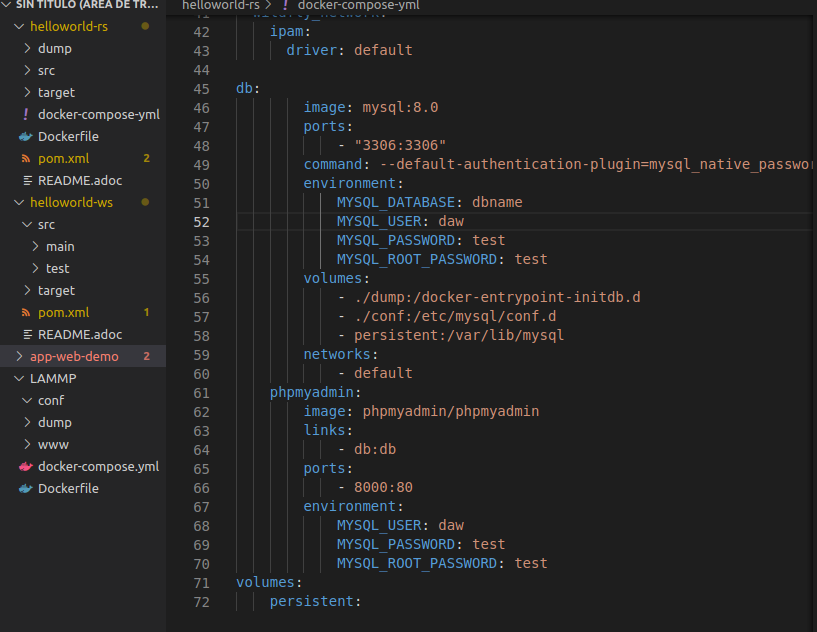 SIN TÍTULO (ÁREA DE TR...
helloworld-rs
dump
src
target
! docker-compose-yml
Dockerfile
pom.xml 2
README.adoc
helloworld-ws
src
main
test
target
pom.xml 1
README.adoc
app-web-demo 2
LAMMP
conf
dump
www
docker-compose.yml
Dockerfile
helloworld-rs > ! docker-compose-yml
41 wildfly_network:
42 ipam:
43 driver: default
44
45 db:
46 image: mysql:8.0
47 ports:
48 - "3306:3306"
49 command: --default-authentication-plugin=mysql_native_passwor
50 environment:
51 MYSQL_DATABASE: dbname
52 MYSQL_USER: daw
53 MYSQL_PASSWORD: test
54 MYSQL_ROOT_PASSWORD: test
55 volumes:
56 - ./dump:/docker-entrypoint-initdb.d
57 - ./conf:/etc/mysql/conf.d
58 - persistent:/var/lib/mysql
59 networks:
60 - default
61 phpmyadmin:
62 image: phpmyadmin/phpmyadmin
63 links:
64 - db:db
65 ports:
66 - 8000:80
67 environment:
68 MYSQL_USER: daw
69 MYSQL_PASSWORD: test
70 MYSQL_ROOT_PASSWORD: test
71 volumes:
72 persistent: